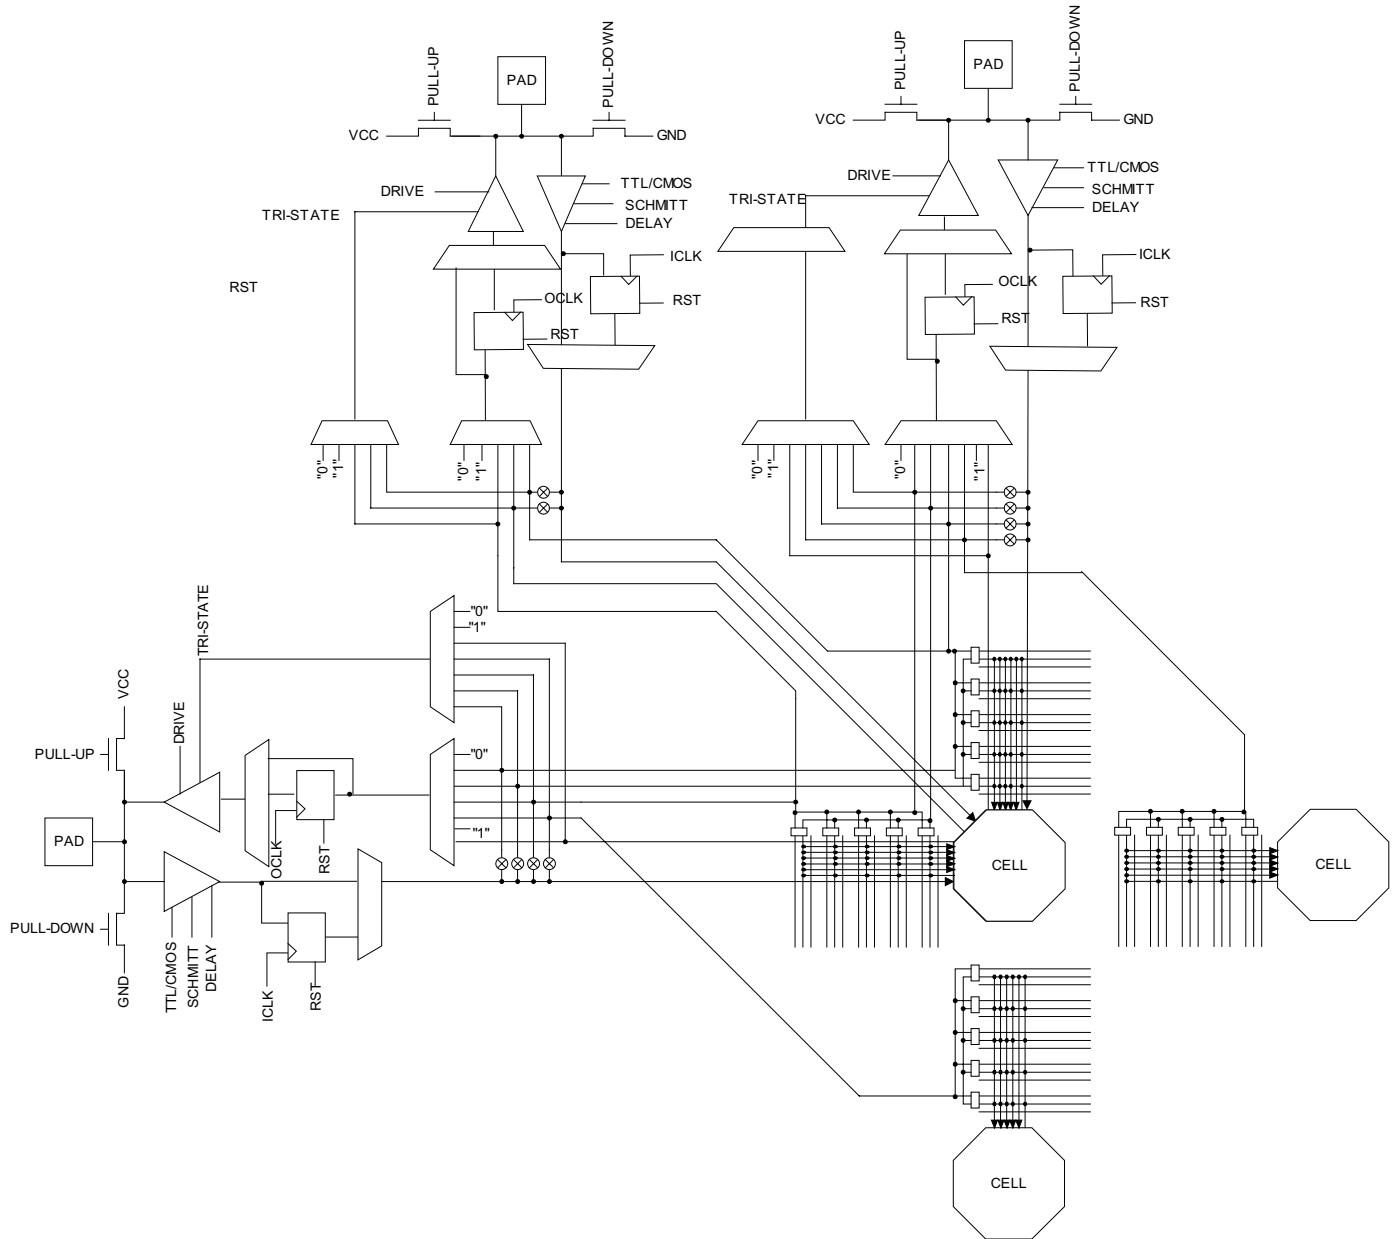 PULL-UP
PAD
PULL-DOWN
VCC
GND
DRIVE
TTL/CMOS
SCHMITT
DELAY
TRI-STATE
ICLK
RST
OCLK
RST
RST
"0"
"1"
"0"
"1"
PULL-UP
PAD
PULL-DOWN
VCC
GND
DRIVE
TTL/CMOS
SCHMITT
DELAY
TRI-STATE
ICLK
OCLK
RST
RST
"0"
"1"
"0"
"1"
TRI-STATE
"0"
"1"
VCC
DRIVE
PULL-UP
"0"
PAD
OCLK
RST
"1"
PULL-DOWN
GND
TTL/CMOS
SCHMITT
DELAY
ICLK
RST
CELL
CELL
CELL